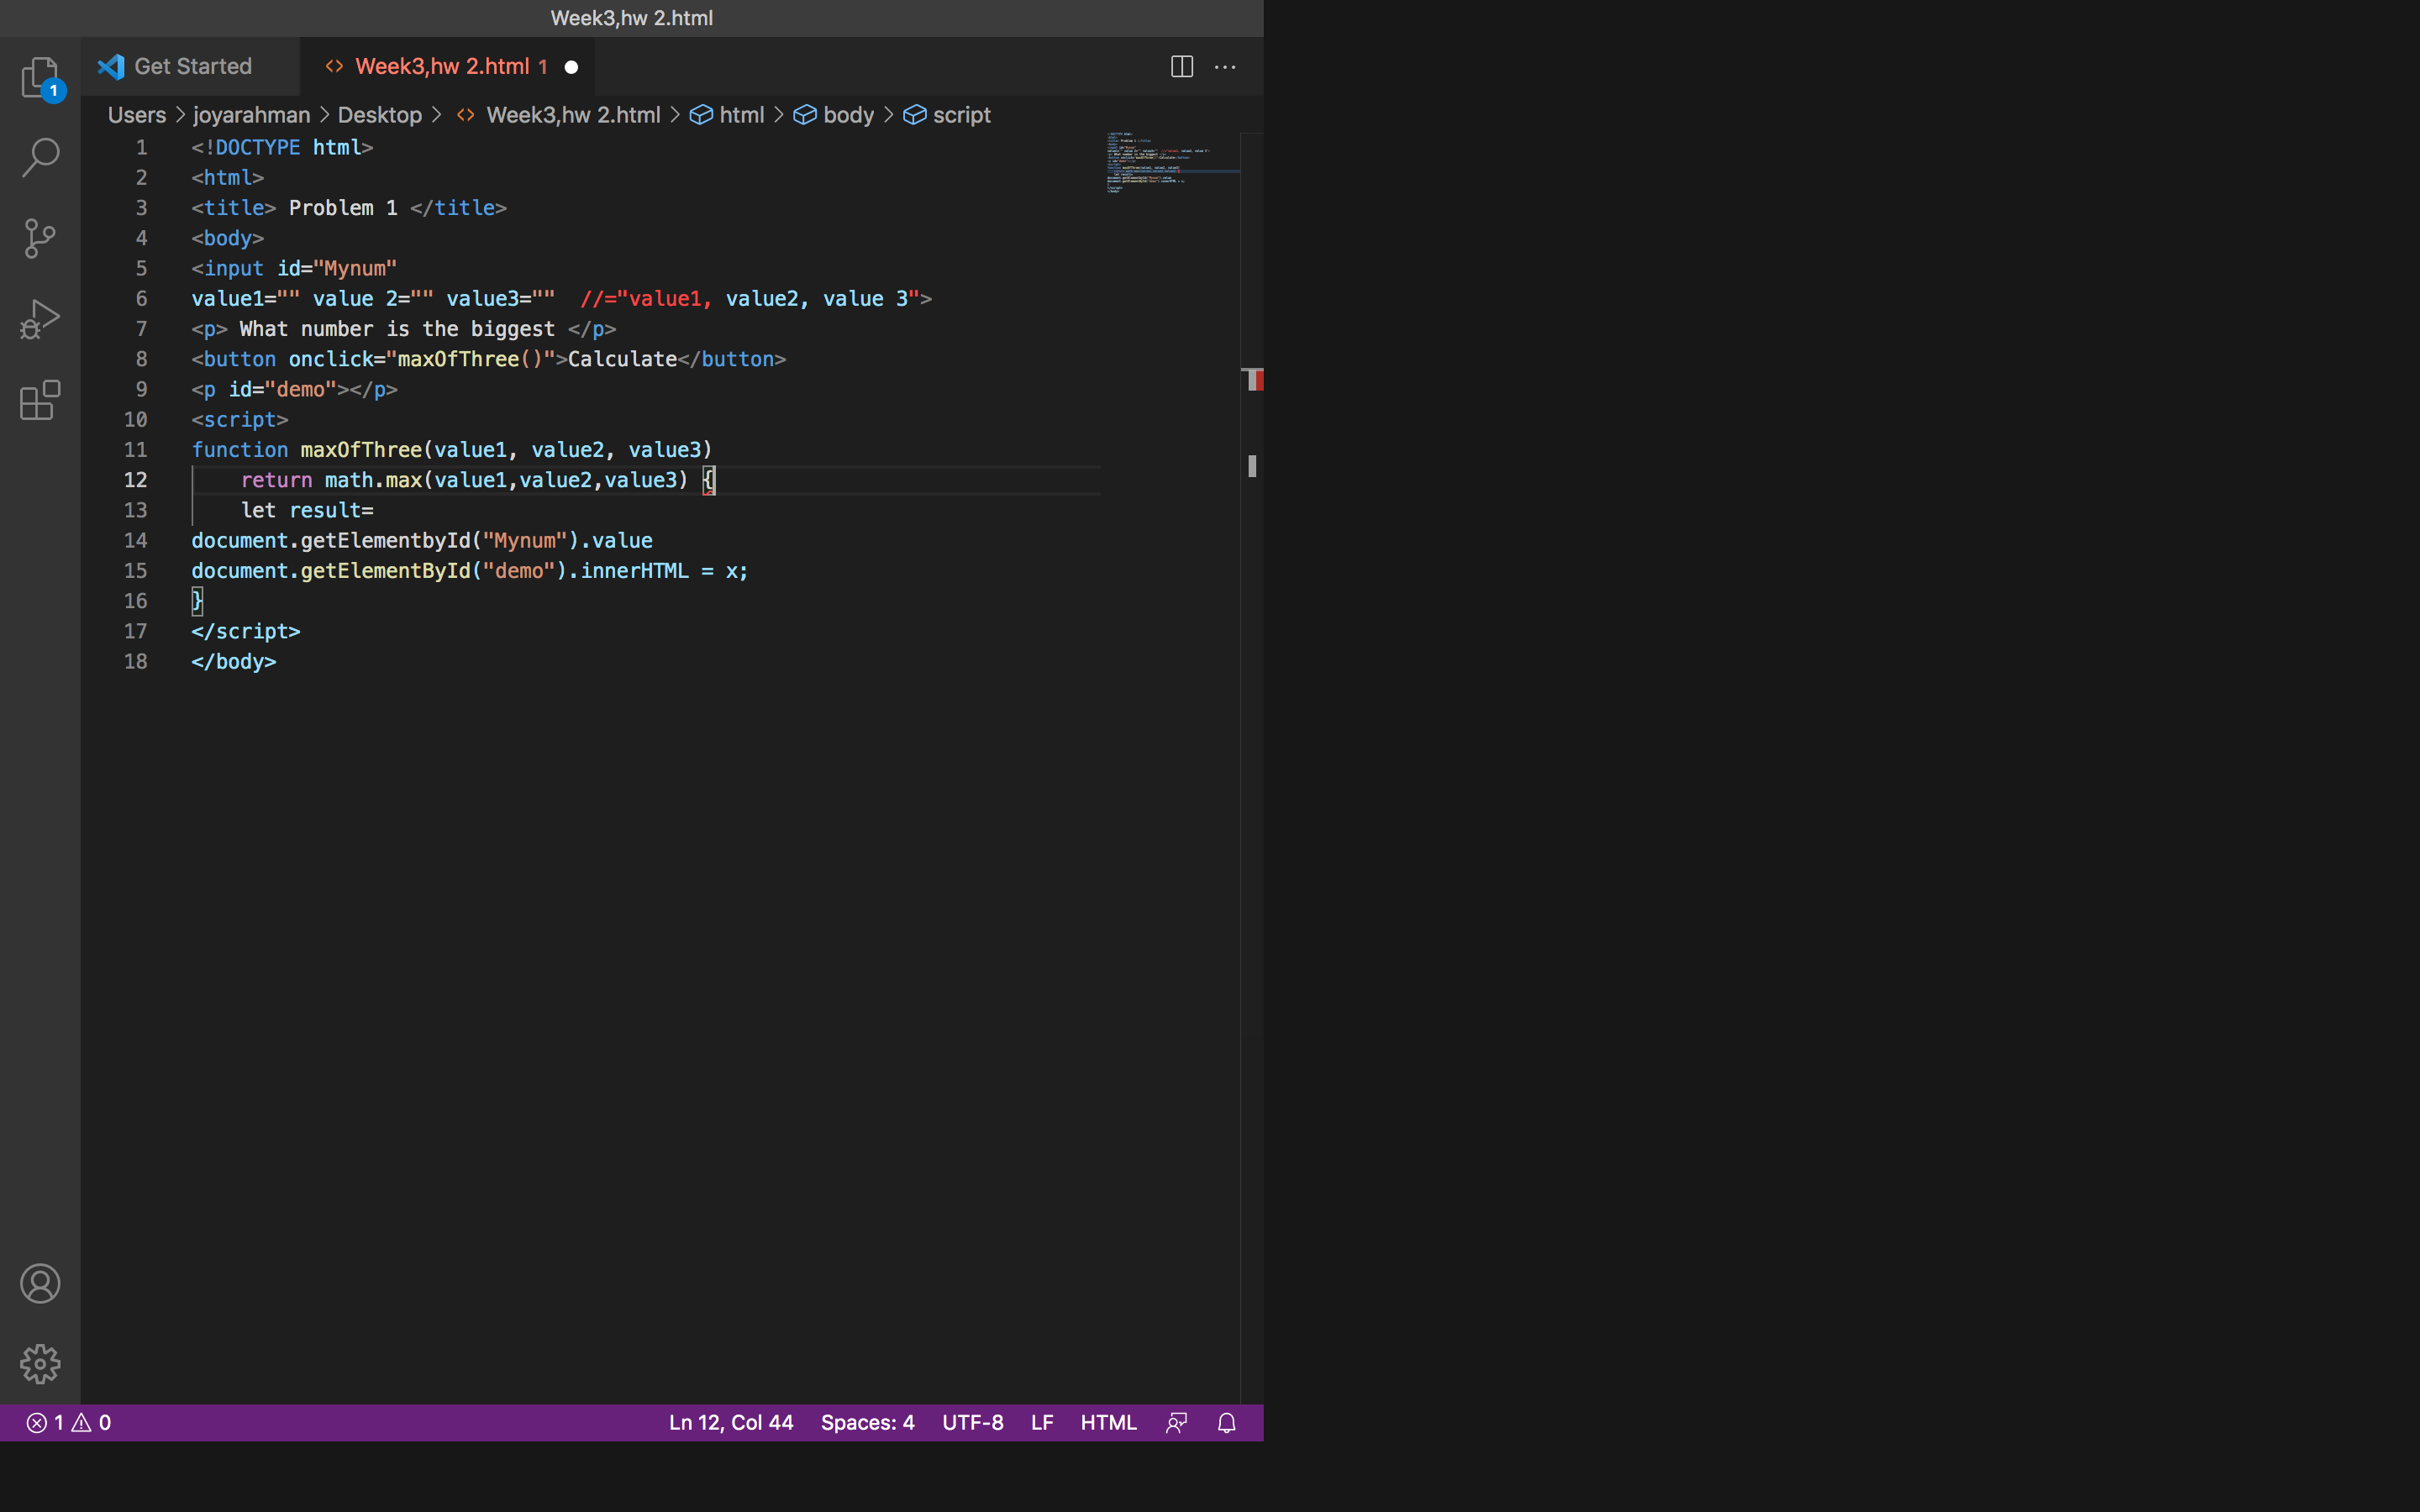 Week3,hw 2.html
Get Started
Week3,hw 2.html 1
1
Users > joyarahman > Desktop > Week3,hw 2.html > html > body > script
1 <!DOCTYPE html>
2 <html>
3 <title> Problem 1 </title>
4 <body>
5 <input id="Mynum"
6 value1="" value 2="" value3=""  //="value1, value2, value 3">
7 <p> What number is the biggest </p>
8 <button onclick="maxOfThree()">Calculate</button>
9 <p id="demo"></p>
10 <script>
11 function maxOfThree(value1, value2, value3)
12     return math.max(value1,value2,value3) {
13     let result=
14 document.getElementbyId("Mynum").value
15 document.getElementById("demo").innerHTML = x;
16 }
17 </script>
18 </body>
1 0 Ln 12, Col 44 Spaces: 4 UTF-8 LF HTML